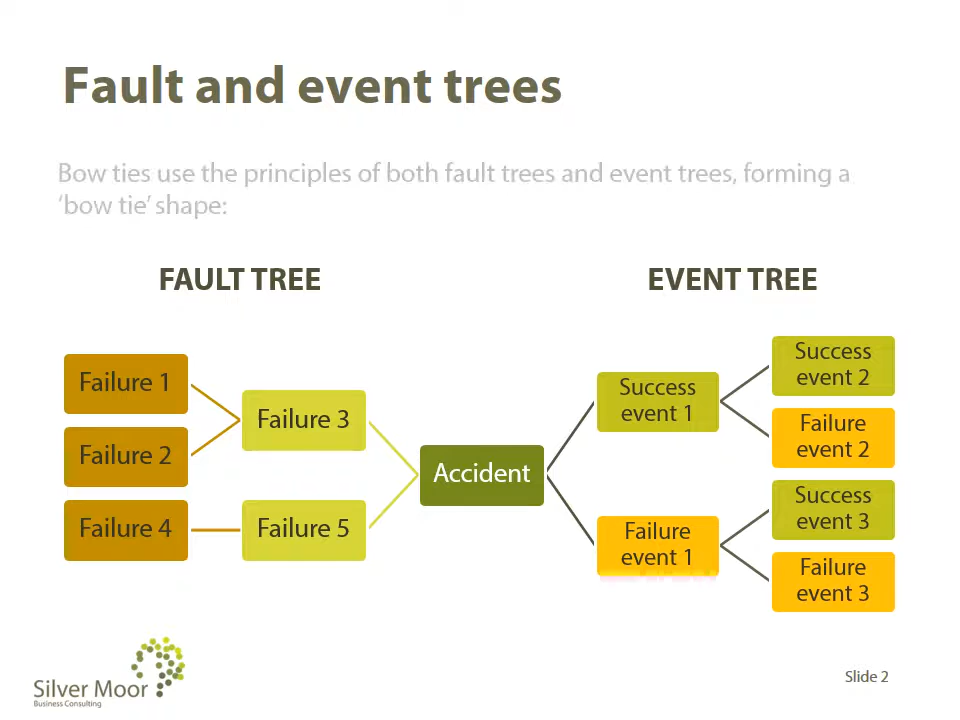 Fault and event trees
Bow ties use the principles of both fault trees and event trees, forming a
‘bow tie’ shape:
FAULT TREE
EVENT TREE
Failure 1
Failure 2
Failure 4
Failure 3
Failure 5
Accident
Success
event 1
Failure
event 1
Success
event 2
Failure
event 2
Success
event 3
Failure
event 3
Silver Moor
Business Consulting
Slide 2